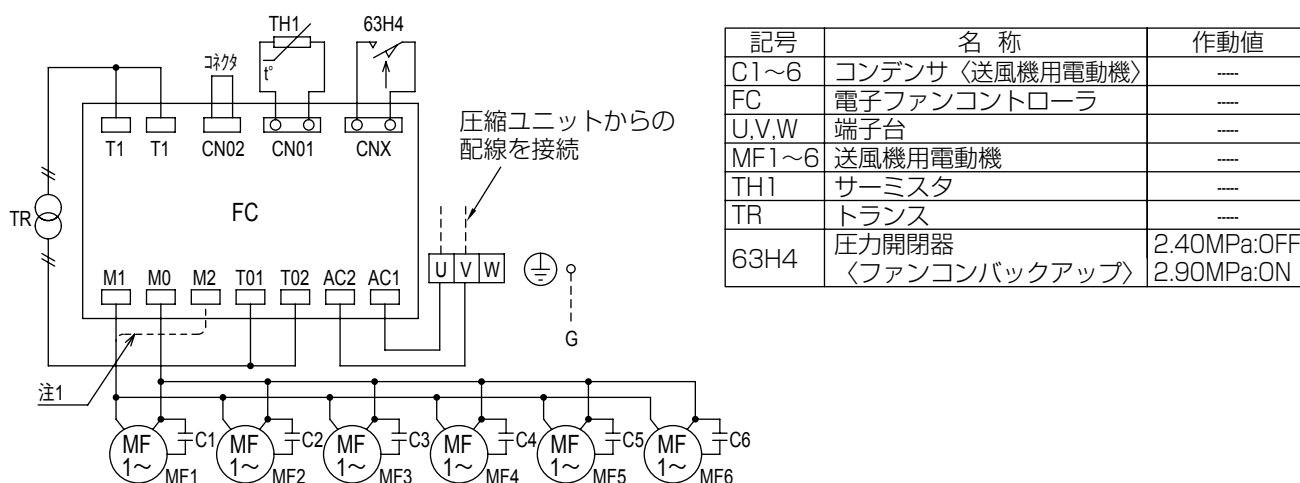 TH1
63H4
コネクタ
t°
T1 T1 CN02 CN01 CNX
圧縮ユニットからの
配線を接続
TR
FC
M1 M0 M2 T01 T02 AC2 AC1
U V W
G
注1
MF 1~ C1 MF1
MF 1~ C2 MF2
MF 1~ C3 MF3
MF 1~ C4 MF4
MF 1~ C5 MF5
MF 1~ C6 MF6
記号 名 称 作動値
C1~6 コンデンサ〈送風機用電動機〉 -----
FC 電子ファンコントローラ -----
U,V,W 端子台 -----
MF1~6 送風機用電動機 -----
TH1 サーミスタ -----
TR トランス -----
63H4 圧力開閉器 2.40MPa:OFF
〈ファンコンバックアップ〉 2.90MPa:ON